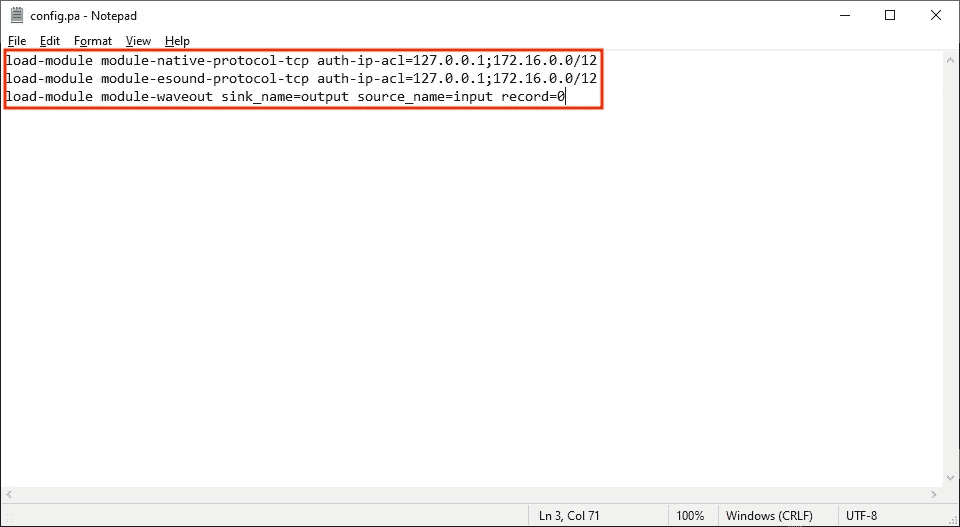 config.pa - Notepad
File Edit Format View Help
load-module module-native-protocol-tcp auth-ip-acl=127.0.0.1;172.16.0.0/12
load-module module-esound-protocol-tcp auth-ip-acl=127.0.0.1;172.16.0.0/12
load-module module-waveout sink_name=output source_name=input record=0
Ln 3, Col 71 100% Windows (CRLF) UTF-8